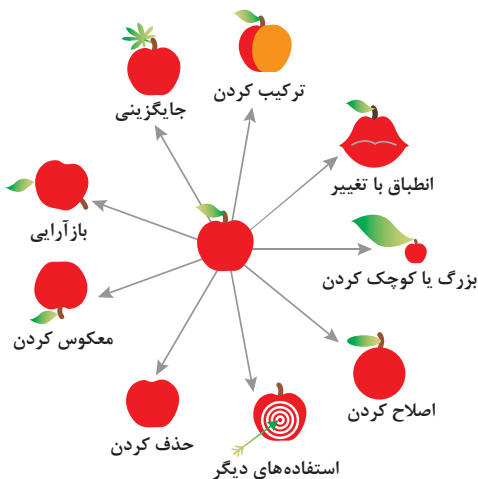 ترکیب کردن
جایگزینی
انطباق با تغییر
بازآرایی
بزرگ یا کوچک کردن
معکوس کردن
اصلاح کردن
حذف کردن
استفاده‌های دیگر